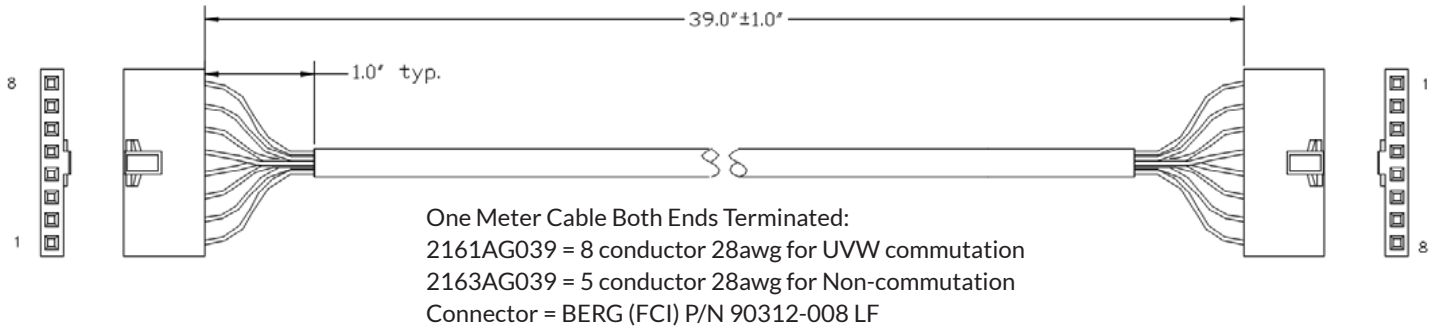 39.0"±1.0"
1.0" typ.
8
1
1
8
One Meter Cable Both Ends Terminated:
2161AG039 = 8 conductor 28awg for UVW commutation
2163AG039 = 5 conductor 28awg for Non-commutation
Connector = BERG (FCI) P/N 90312-008 LF